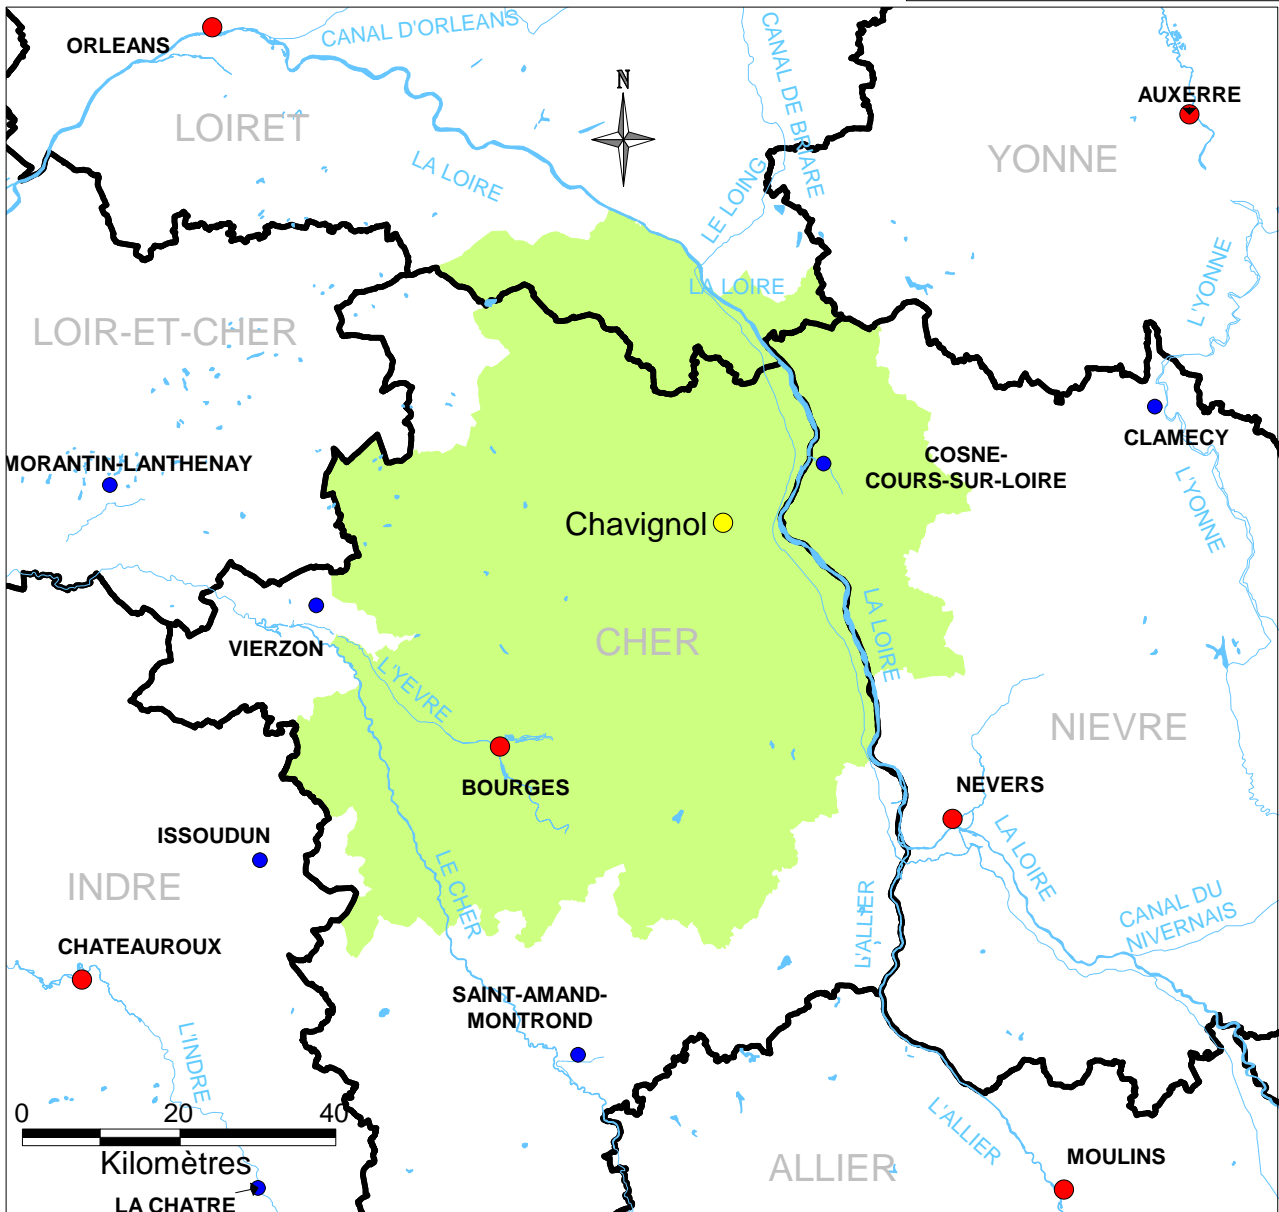 ORLEANS
CANAL D'ORLEANS
CANAL DE BRIARE
N
AUXERRE
LOIRET
YONNE
LA LOIRE
LE LOING
L'YONNE
LA LOIRE
LOIR-ET-CHER
MORANTIN-LANTHENAY
CLAMECY
COSNE-
COURS-SUR-LOIRE
L'YONNE
Chavignol
LA LOIRE
VIERZON
CHER
L'YEVRE
NIEVRE
BOURGES
NEVERS
LA LOIRE
ISSOUDUN
INDRE
LE CHER
L'ALLIER
CANAL DU
NIVERNAIS
CHATEAUROUX
SAINT-AMAND-
MONTROND
L'INDRE
0 20 40
Kilomètres
L'ALLIER
ALLIER
MOULINS
LA CHATRE